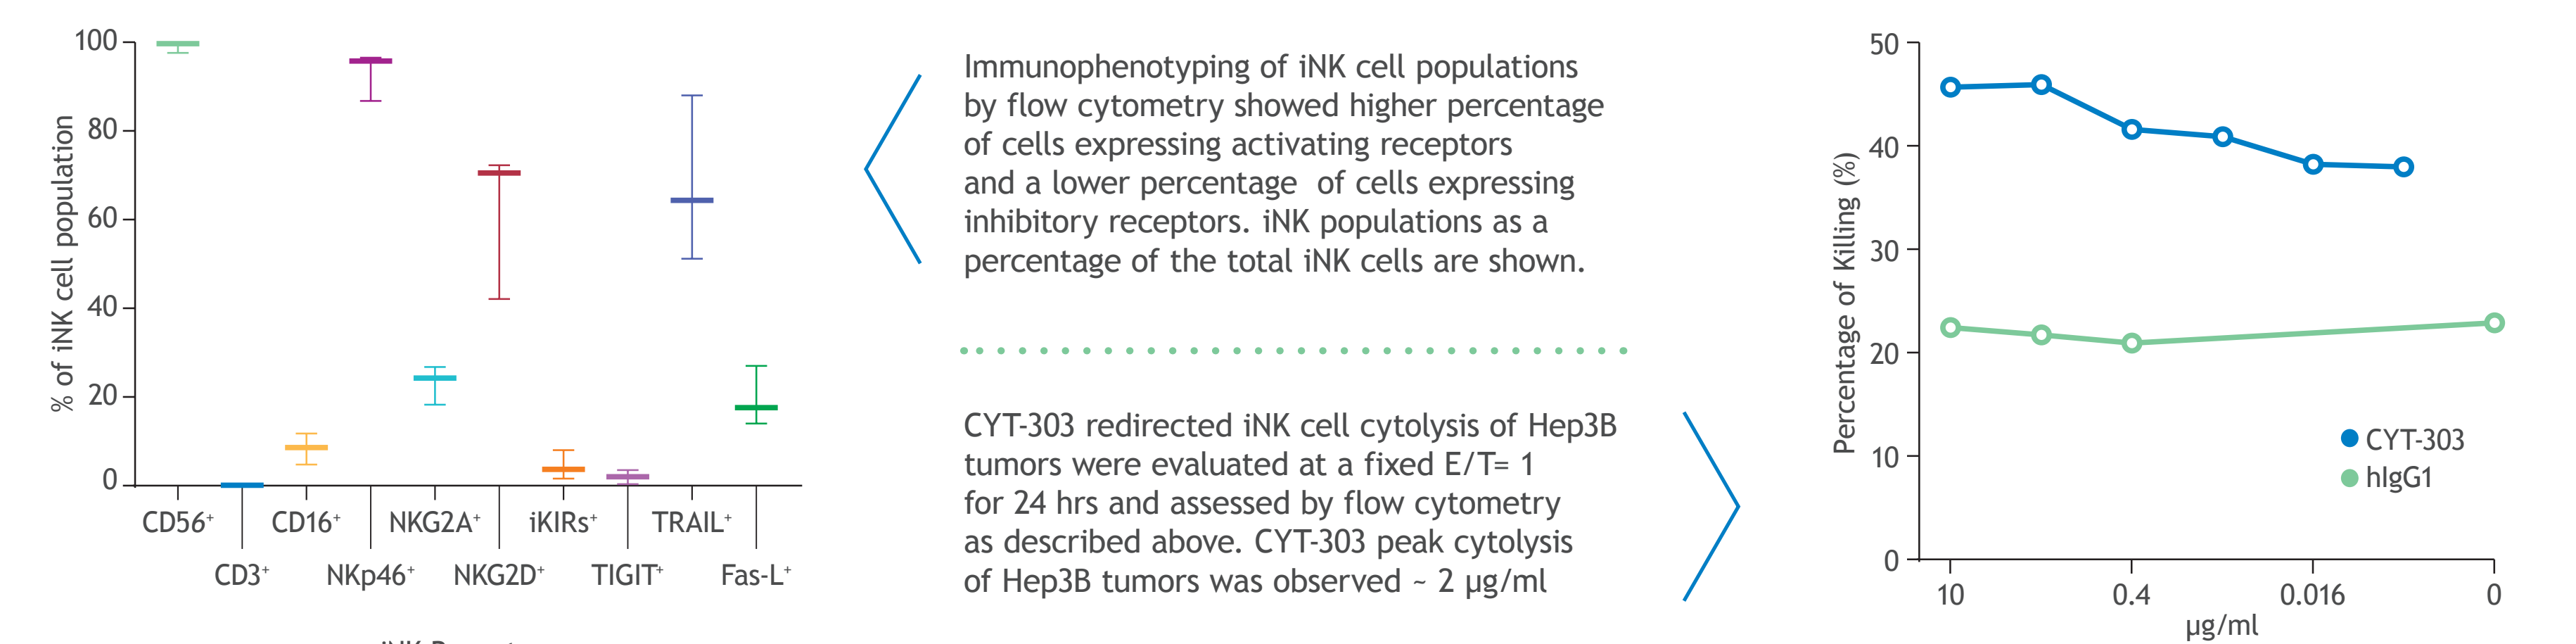 100
80
60
40
20
0
% of iNK cell population
CD56+
CD3+
CD16+
NKp46+
NKG2A+
NKG2D+
iKIRs+
TIGIT+
TRAIL+
Fas-L+
Immunophenotyping of iNK cell populations
by flow cytometry showed higher percentage
of cells expressing activating receptors
and a lower percentage of cells expressing
inhibitory receptors. iNK populations as a
percentage of the total iNK cells are shown.
CYT-303 redirected iNK cell cytolysis of Hep3B
tumors were evaluated at a fixed E/T= 1
for 24 hrs and assessed by flow cytometry
as described above. CYT-303 peak cytolysis
of Hep3B tumors was observed ~ 2 µg/ml
50
40
30
20
10
0
Percentage of Killing (%)
CYT-303
hIgG1
10
0.4
0.016
0
µg/ml